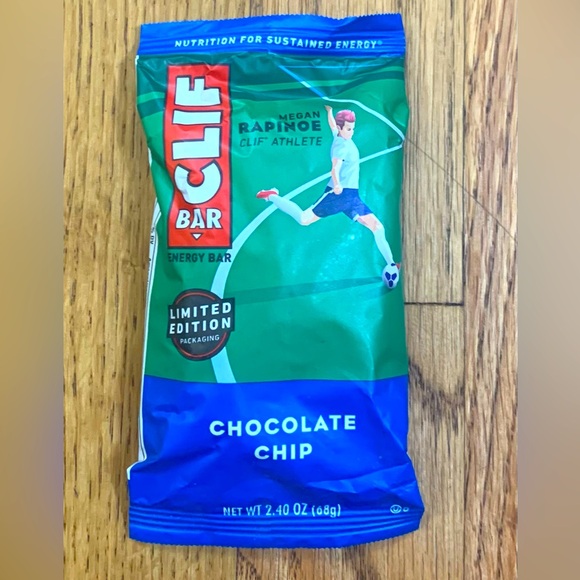 NUTRITION FOR SUSTAINED ENERGY®
CLIF
BAR
ENERGY BAR
MEGAN
RAPINOE
CLIF® ATHLETE
LIMITED
EDITION
PACKAGING
CHOCOLATE
CHIP
NET WT 2.40 OZ (68g)